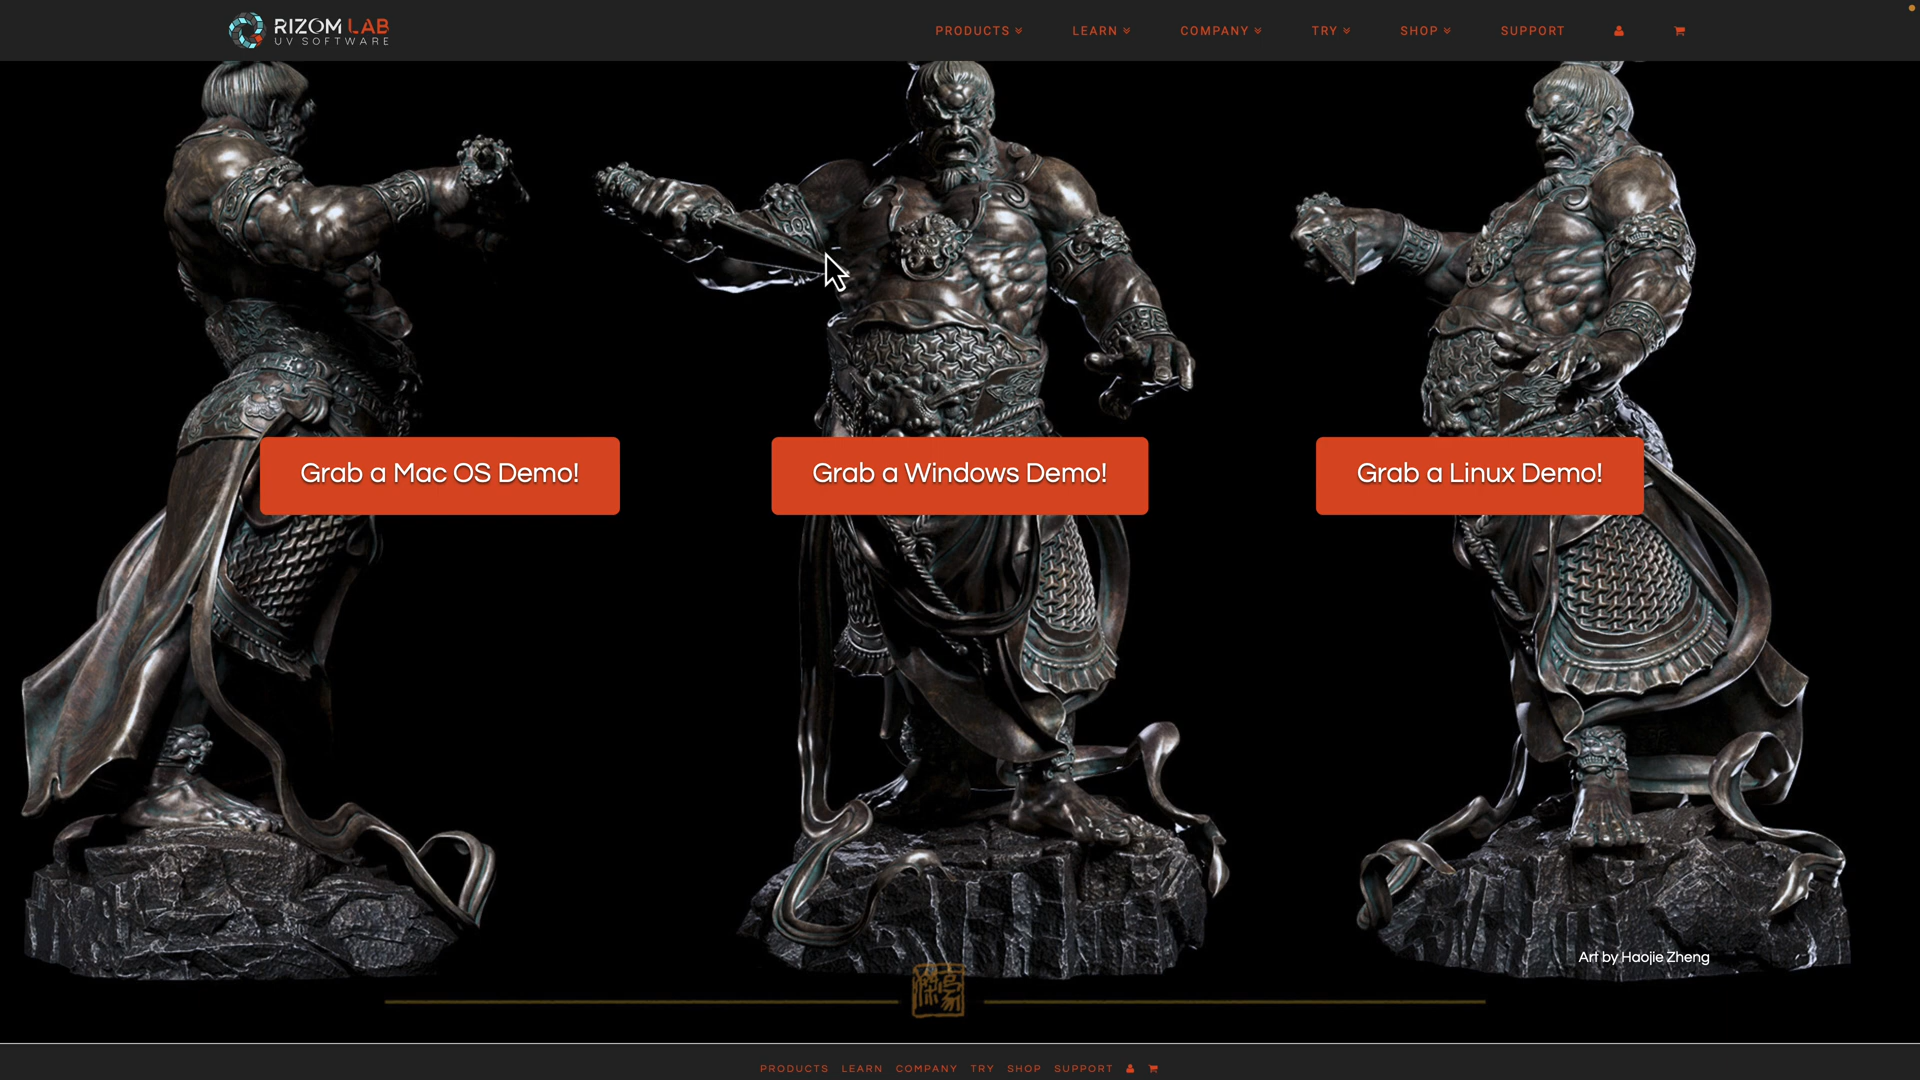 RIZOM LAB
UV SOFTWARE
PRODUCTS LEARN COMPANY TRY SHOP SUPPORT
Grab a Mac OS Demo!
Grab a Windows Demo!
Grab a Linux Demo!
Art by Haojie Zheng
PRODUCTS LEARN COMPANY TRY SHOP SUPPORT